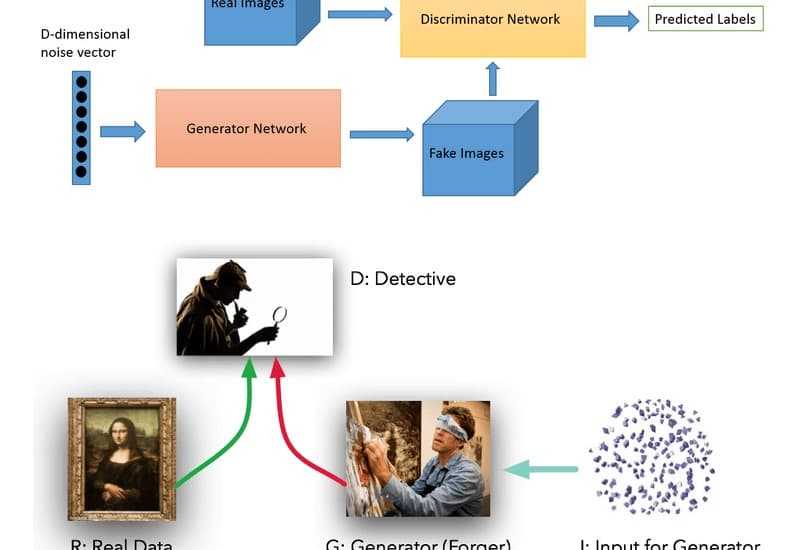 Real Images
Discriminator Network
Predicted Labels
D-dimensional
noise vector
Generator Network
Fake Images
D: Detective
R: Real Data
G: Generator (Forger)
I: Input for Generator